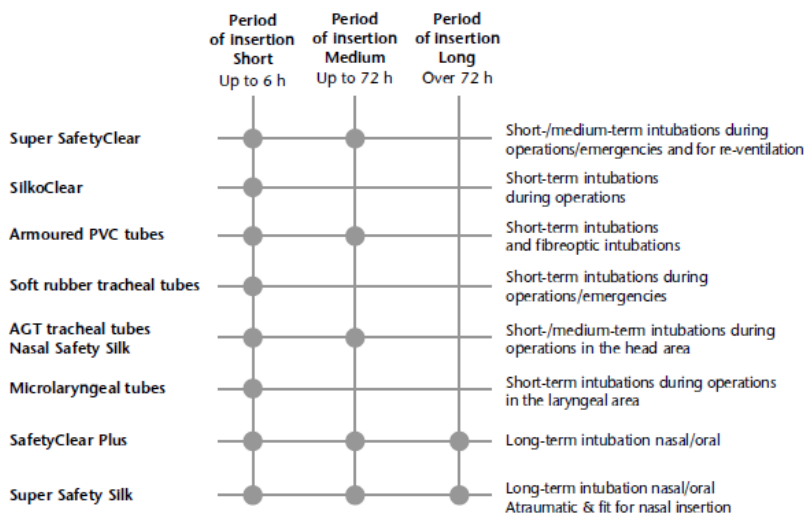 Period
of insertion
Short
Up to 6 h
Period
of insertion
Medium
Up to 72 h
Period
of insertion
Long
Over 72 h
Super SafetyClear
Short-/medium-term intubations during
operations/emergencies and for re-ventilation
SilkoClear
Short-term intubations
during operations
Armoured PVC tubes
Short-term intubations
and fibreoptic intubations
Soft rubber tracheal tubes
Short-term intubations during
operations/emergencies
AGT tracheal tubes
Nasal Safety Silk
Short-/medium-term intubations during
operations in the head area
Microlaryngeal tubes
Short-term intubations during operations
in the laryngeal area
SafetyClear Plus
Long-term intubation nasal/oral
Super Safety Silk
Long-term intubation nasal/oral
Atraumatic & fit for nasal insertion